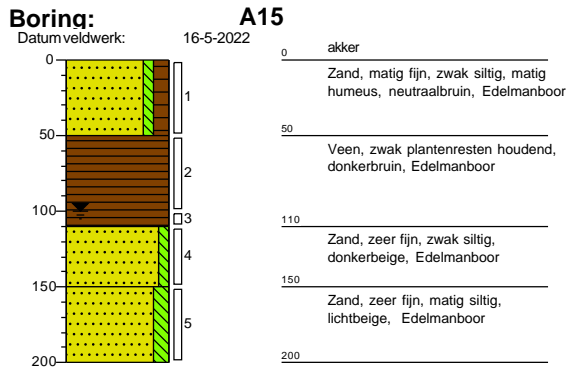 Boring: A15
Datum veldwerk: 16-5-2022
0
50
100
150
200
1
2
3
4
5
0 akker
Zand, matig fijn, zwak siltig, matig
humeus, neutraalbruin, Edelmanboor
50
Veen, zwak plantenresten houdend,
donkerbruin, Edelmanboor
110
Zand, zeer fijn, zwak siltig,
donkerbeige, Edelmanboor
150
Zand, zeer fijn, matig siltig,
lichtbeige, Edelmanboor
200